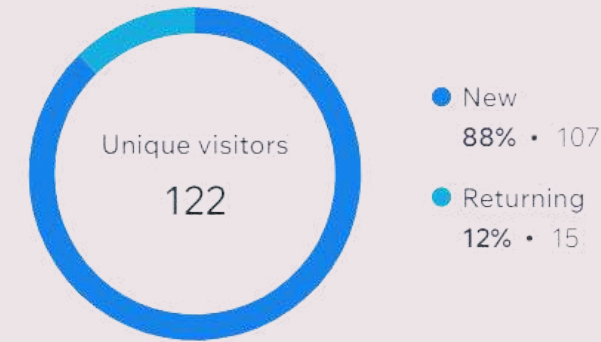 Unique visitors
122
New
88% • 107
Returning
12% • 15